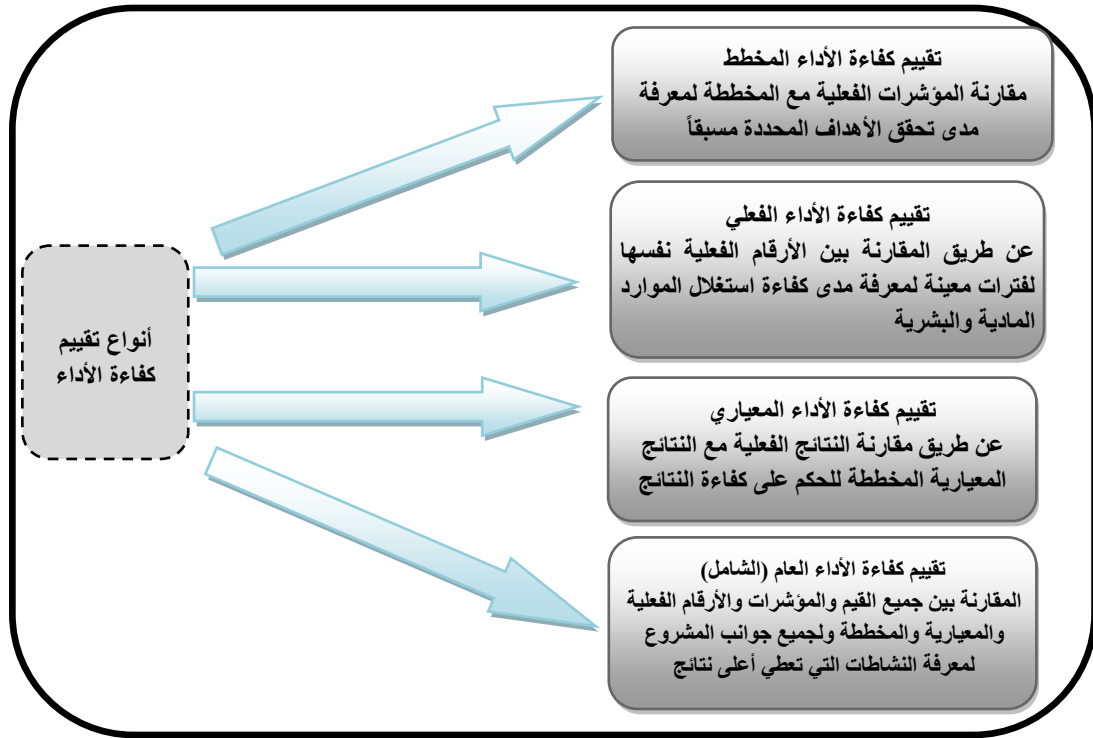 أنواع تقييم
كفاءة الأداء
تقييم كفاءة الأداء المخطط
مقارنة المؤشرات الفعلية مع المخططة لمعرفة
مدى تحقق الأهداف المحددة مسبقاً
تقييم كفاءة الأداء الفعلي
عن طريق المقارنة بين الأرقام الفعلية نفسها
لفترات معينة لمعرفة مدى كفاءة استغلال الموارد
المادية والبشرية
تقييم كفاءة الأداء المعياري
عن طريق مقارنة النتائج الفعلية مع النتائج
المعيارية المخططة للحكم على كفاءة النتائج
تقييم كفاءة الأداء العام (الشامل)
المقارنة بين جميع القيم والمؤشرات والأرقام الفعلية
والمعيارية والمخططة ولجميع جوانب المشروع
لمعرفة النشاطات التي تعطي أعلى نتائج